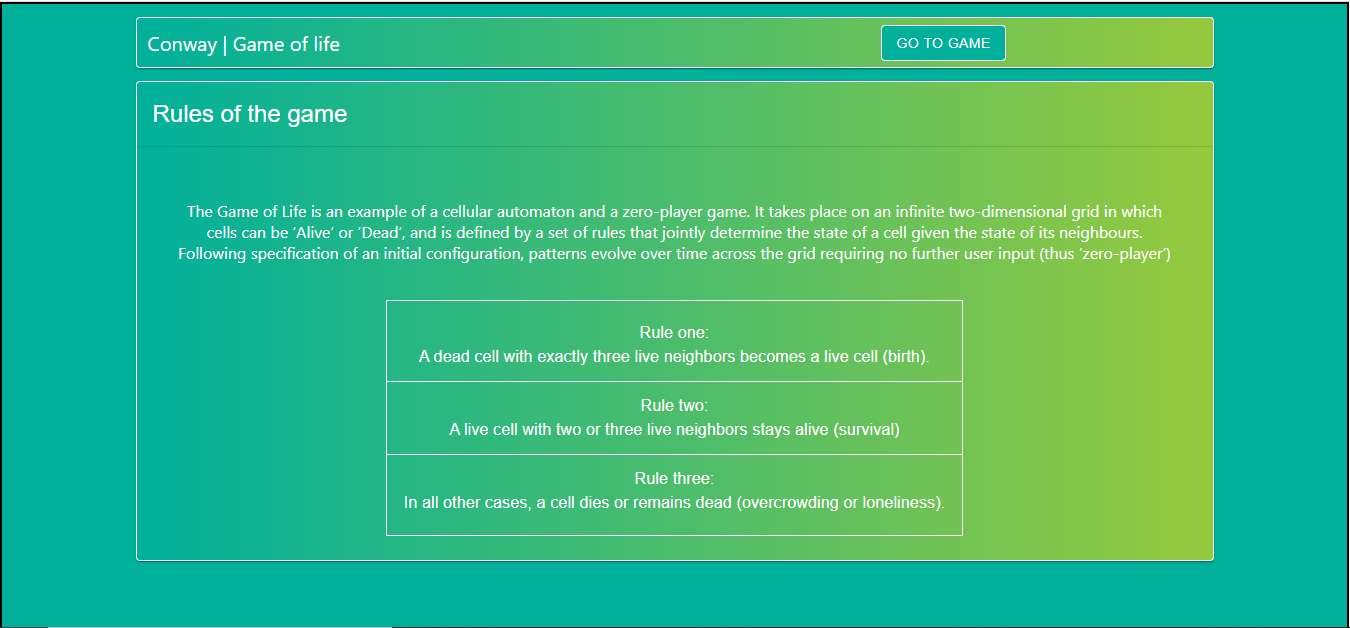 Conway | Game of life
GO TO GAME
Rules of the game
The Game of Life is an example of a cellular automaton and a zero-player game. It takes place on an infinite two-dimensional grid in which
cells can be ‘Alive’ or ‘Dead’, and is defined by a set of rules that jointly determine the state of a cell given the state of its neighbours.
Following specification of an initial configuration, patterns evolve over time across the grid requiring no further user input (thus ‘zero-player’)
Rule one:
A dead cell with exactly three live neighbors becomes a live cell (birth).
Rule two:
A live cell with two or three live neighbors stays alive (survival)
Rule three:
In all other cases, a cell dies or remains dead (overcrowding or loneliness).